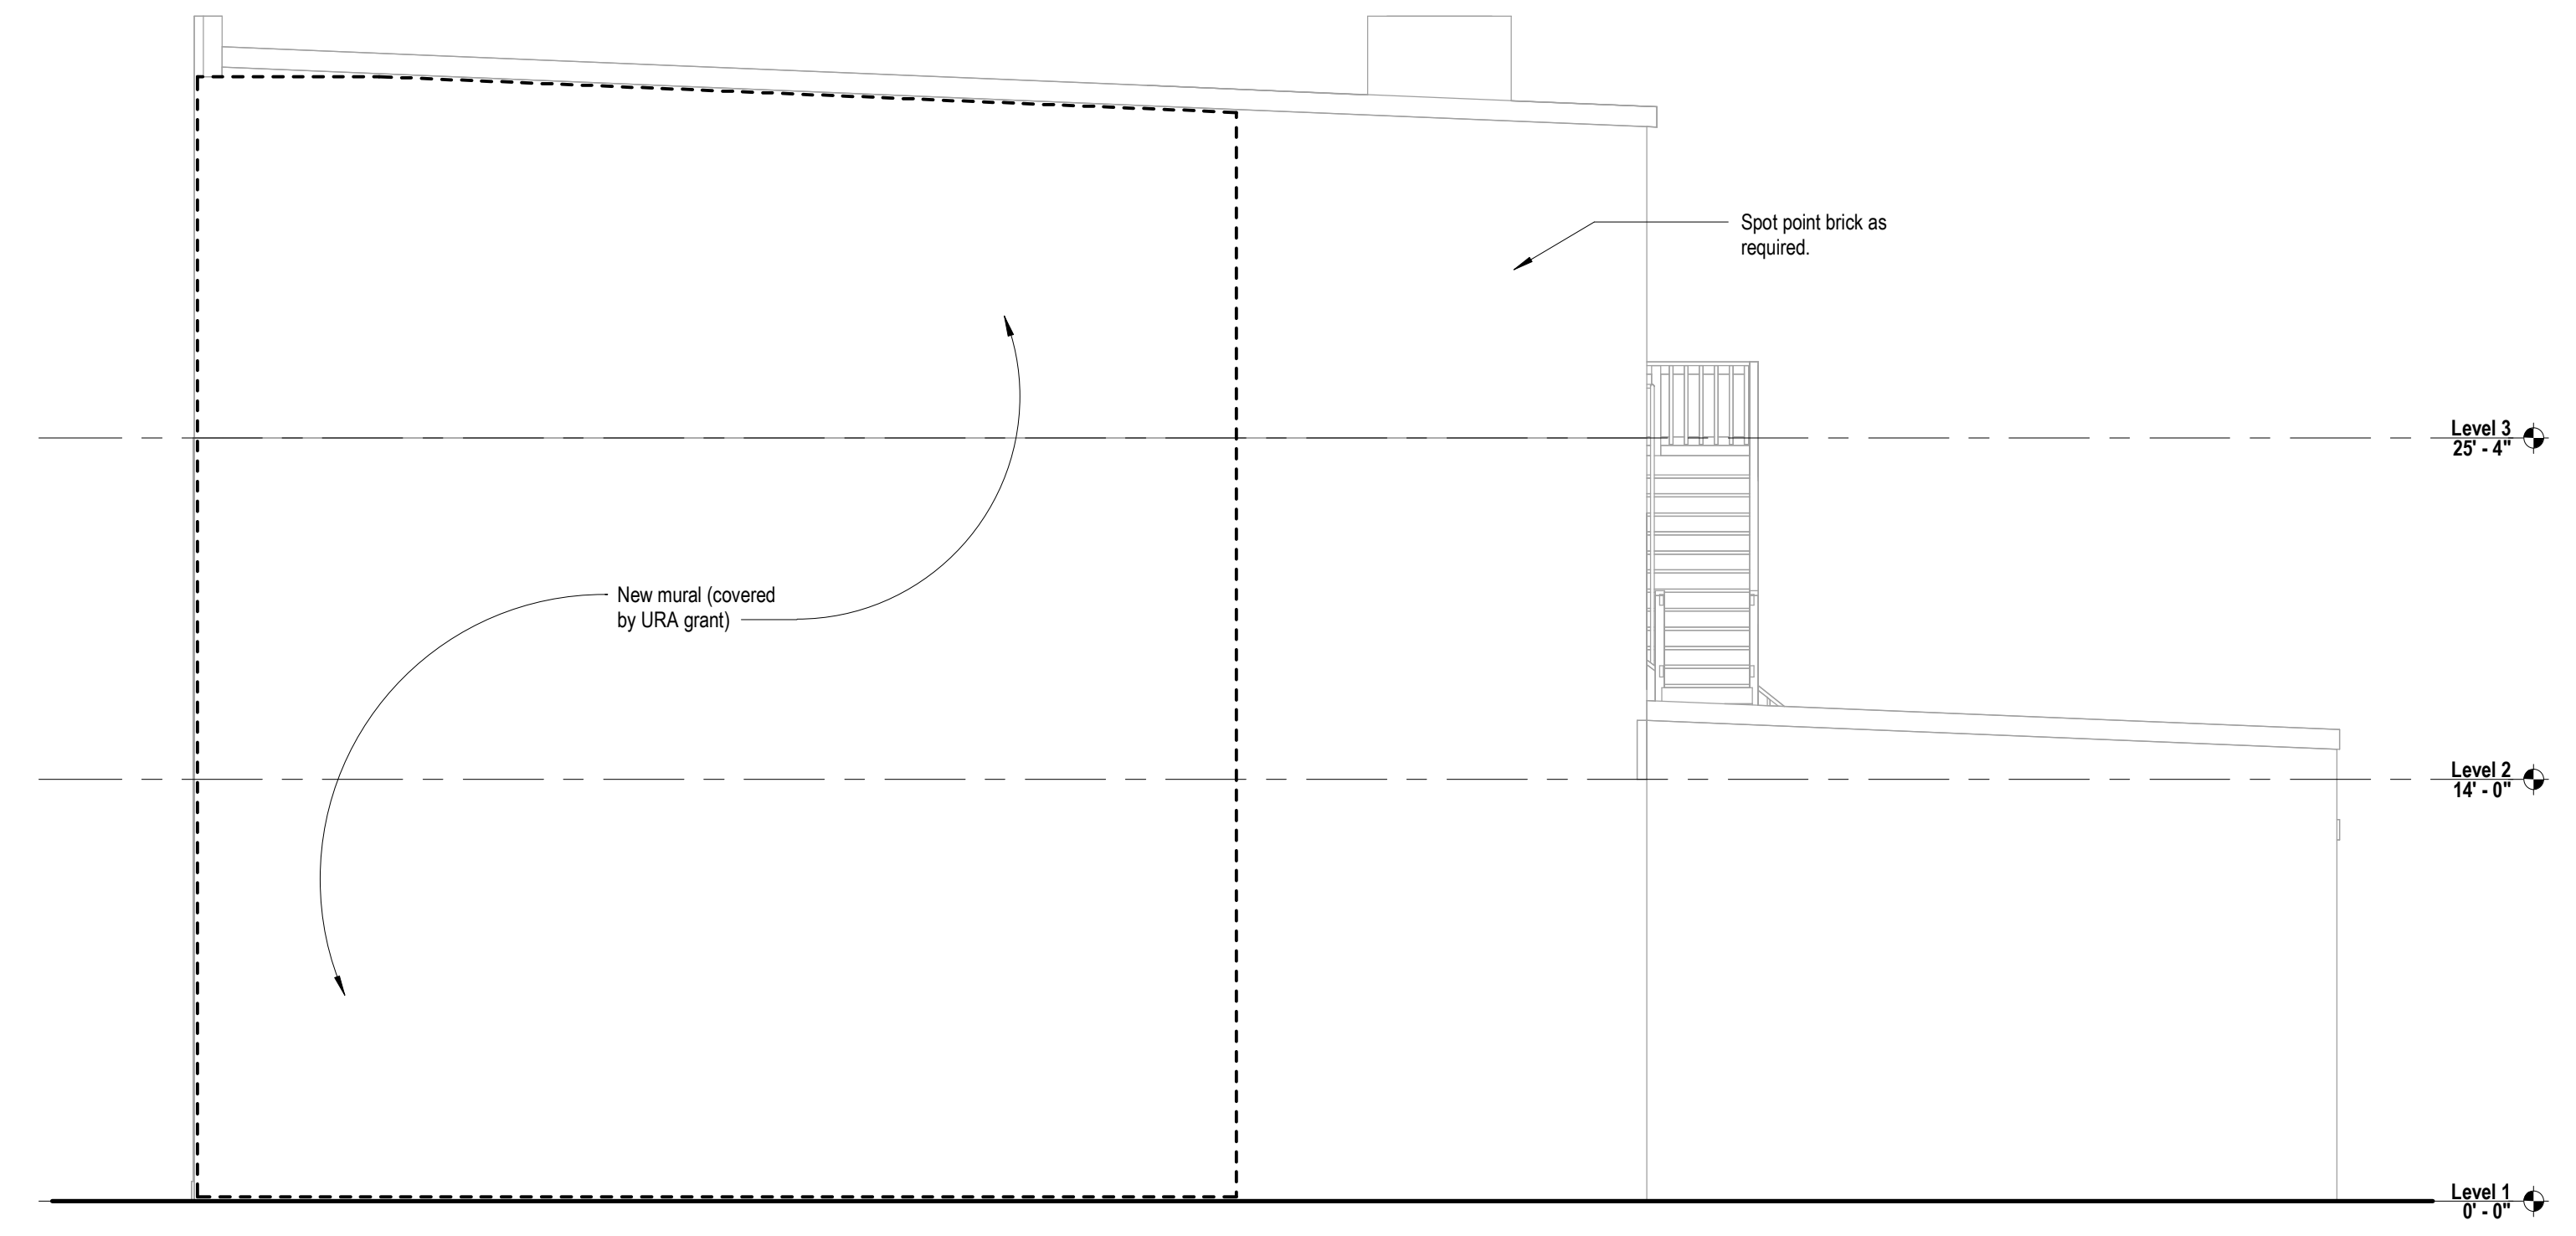 Spot point brick as
required.
Level 3
25' - 4"
New mural (covered
by URA grant)
Level 2
14' - 0"
Level 1
0' - 0"